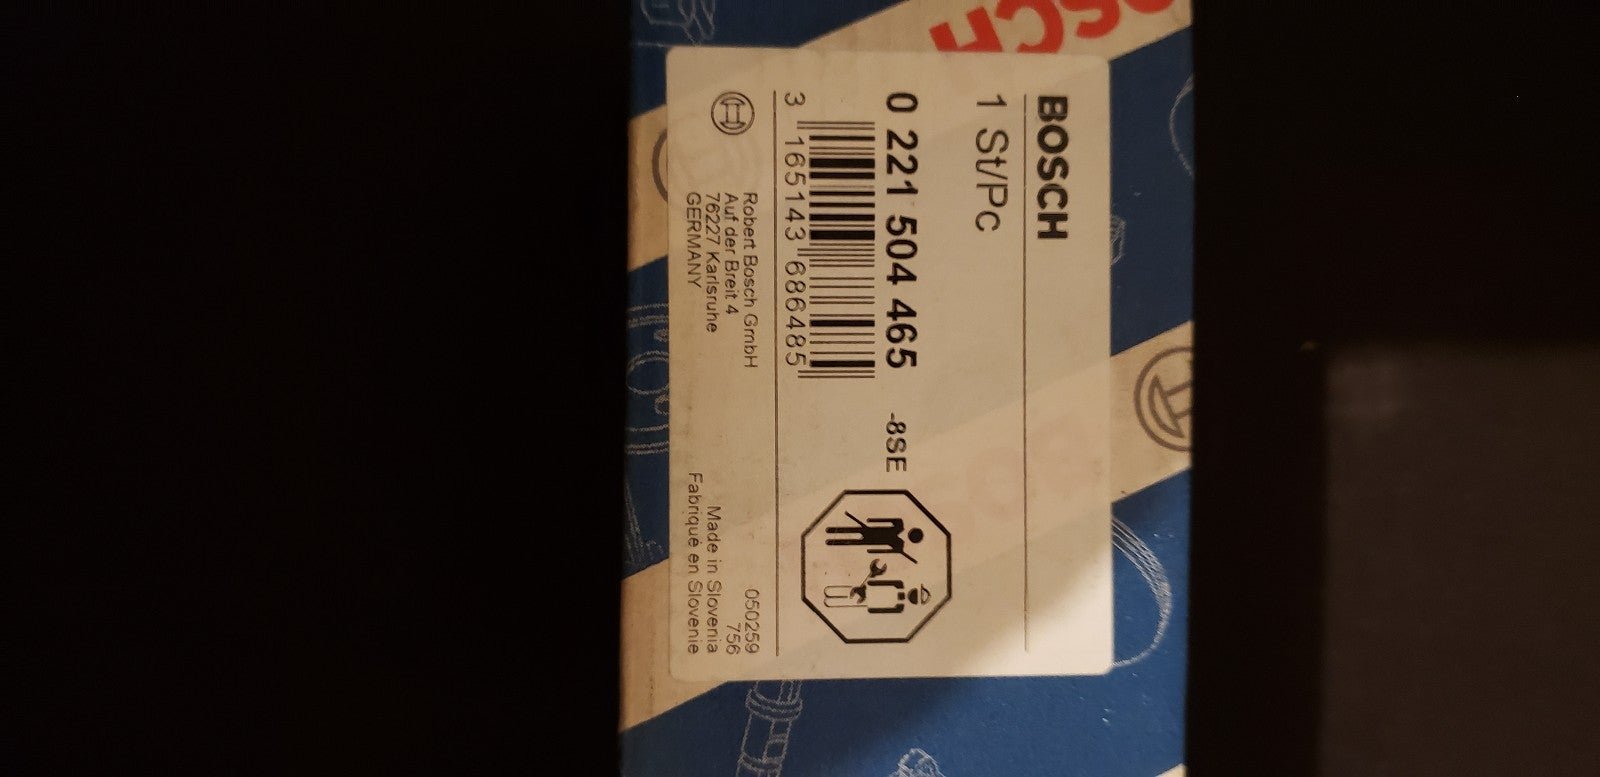 BOSCH
BOSCH
1 St/Pc
0 221 504 465 -8SE
3 165143 686485
Robert Bosch GmbH
Auf der Breit 4
76227 Karlsruhe
GERMANY
050259
756
Made in Slovenia
Fabriqué en Slovenie